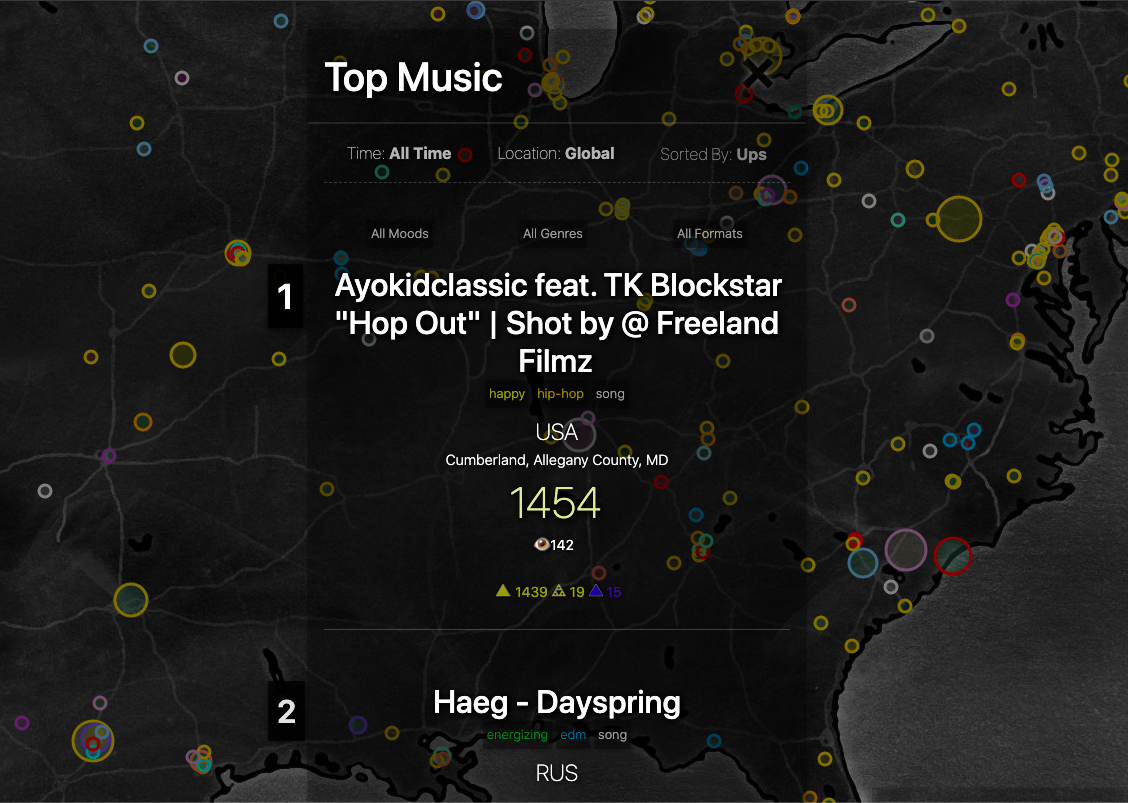 Top Music
Time: All Time Location: Global Sorted By: Ups
All Moods All Genres All Formats
1
Ayokidclassic feat. TK Blockstar
"Hop Out" | Shot by @ Freeland
Filmz
happy hip-hop song
USA
Cumberland, Allegany County, MD
1454
142
1439 19 15
2
Haeg - Dayspring
energizing edm song
RUS